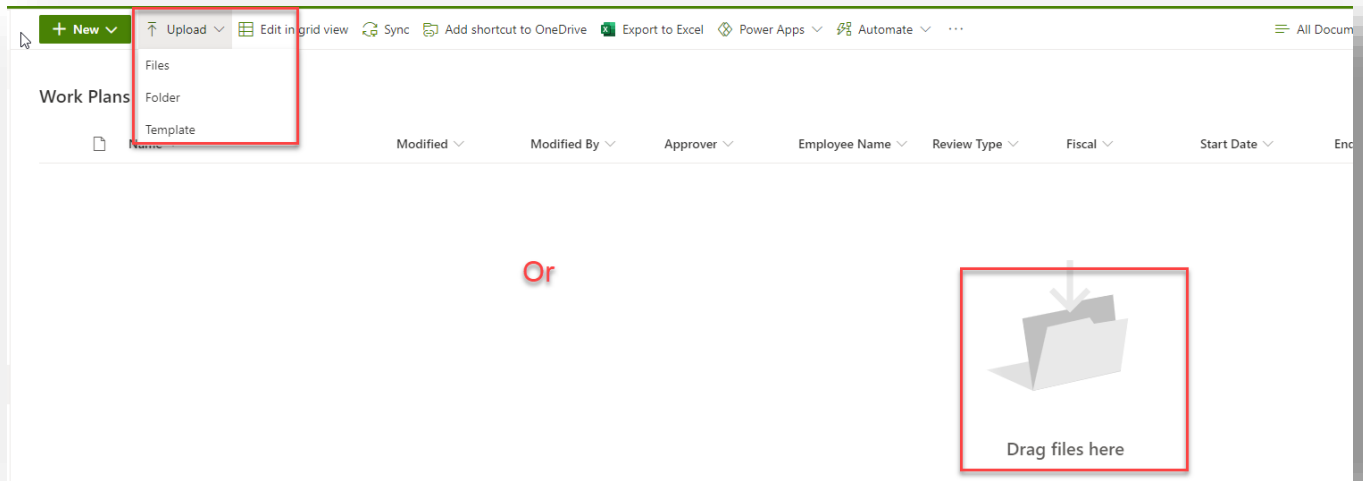 + New Upload Edit in grid view Sync Add shortcut to OneDrive Export to Excel Power Apps Automate ... All Docum
Files
Work Plans Folder
Template
Name Modified Modified By Approver Employee Name Review Type Fiscal Start Date End
Or
Drag files here